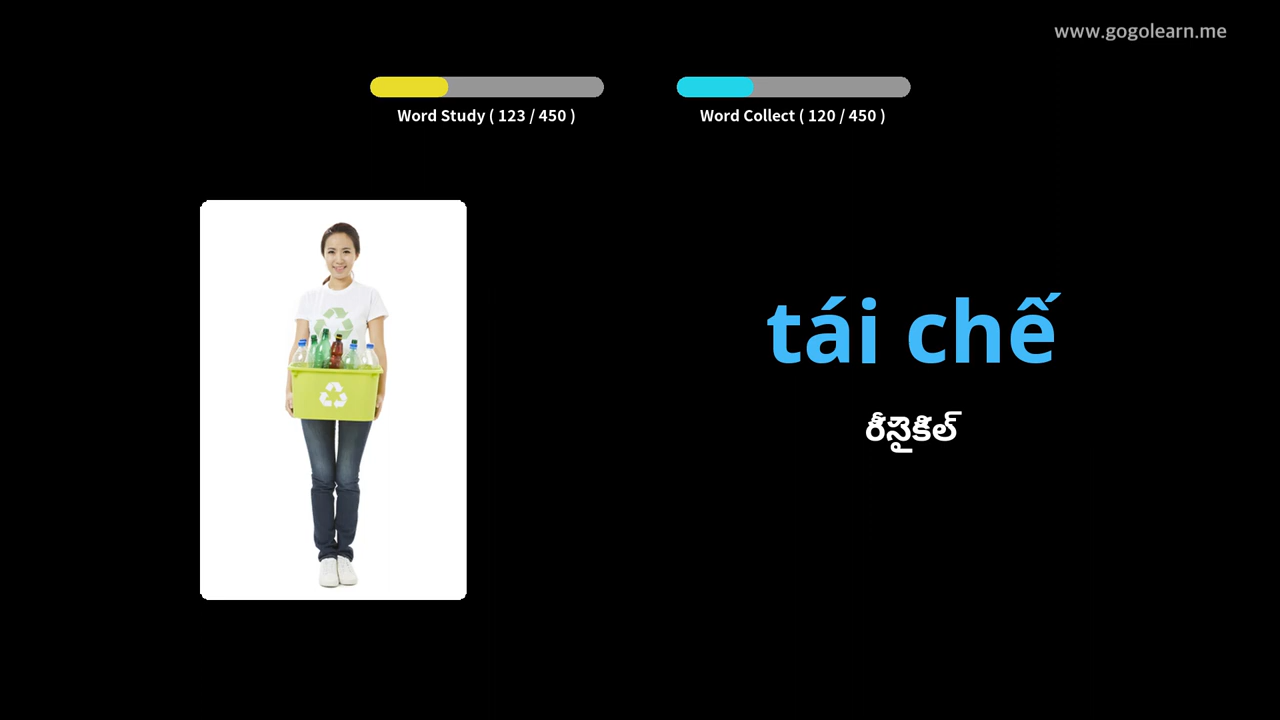 www.gogolearn.me
Word Study ( 123 / 450 )
Word Collect ( 120 / 450 )
tái chế
రీసైకిల్